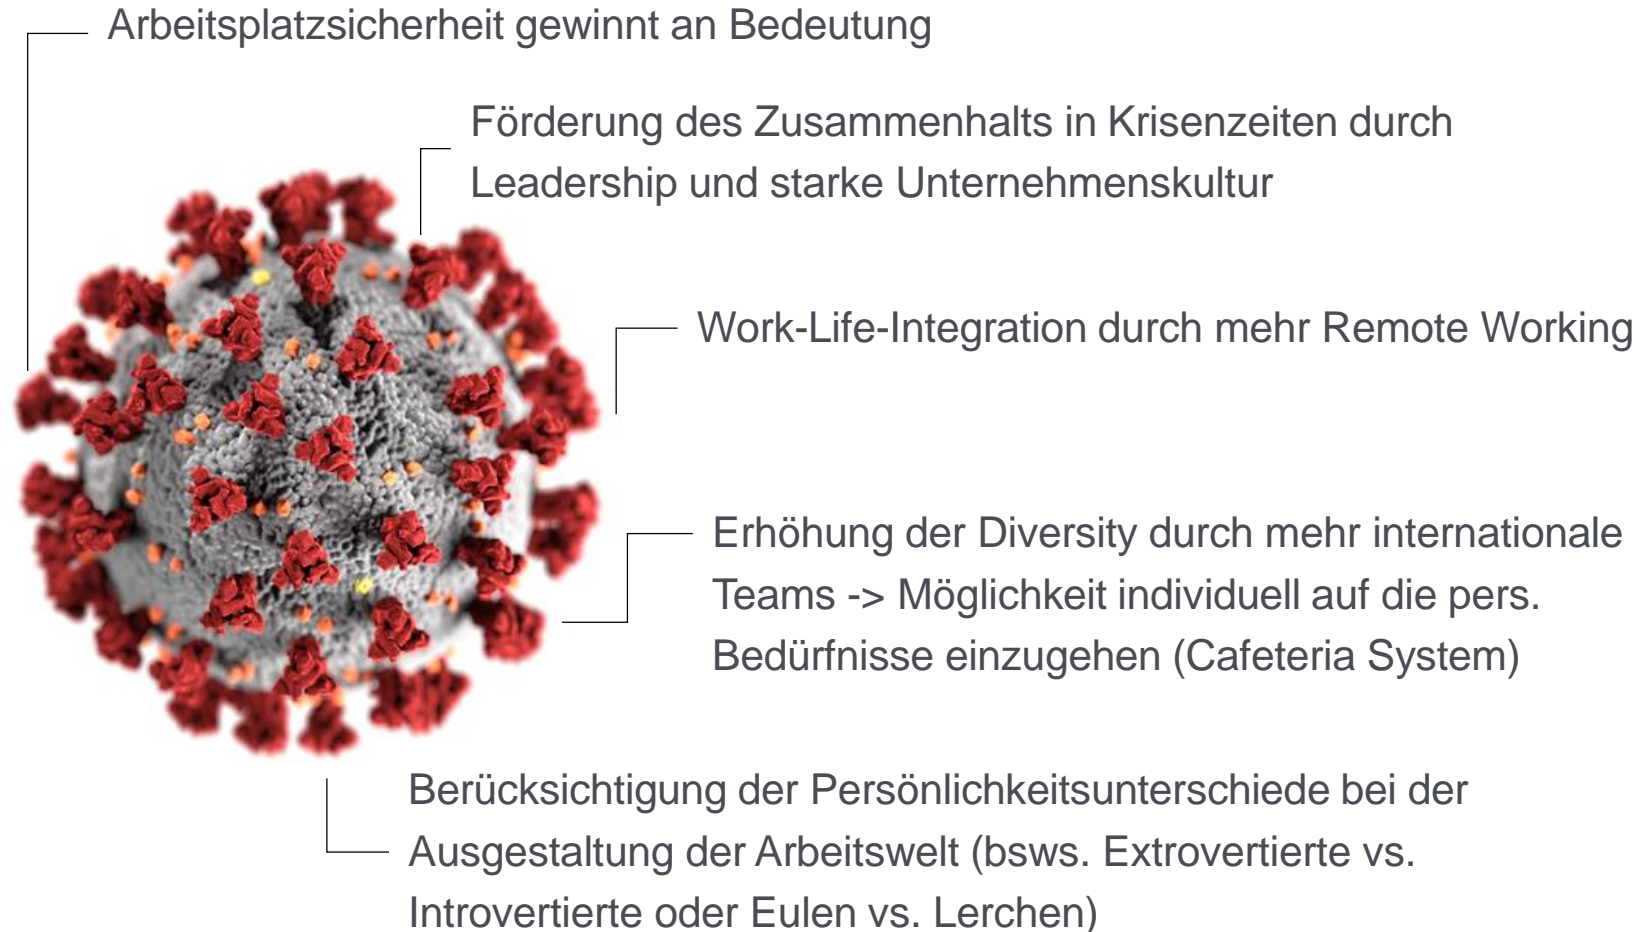 Arbeitsplatzsicherheit gewinnt an Bedeutung
Förderung des Zusammenhalts in Krisenzeiten durch
Leadership und starke Unternehmenskultur
Work-Life-Integration durch mehr Remote Working
Erhöhung der Diversity durch mehr internationale
Teams -> Möglichkeit individuell auf die pers.
Bedürfnisse einzugehen (Cafeteria System)
Berücksichtigung der Persönlichkeitsunterschiede bei der
Ausgestaltung der Arbeitswelt (bsws. Extrovertierte vs.
Introvertierte oder Eulen vs. Lerchen)